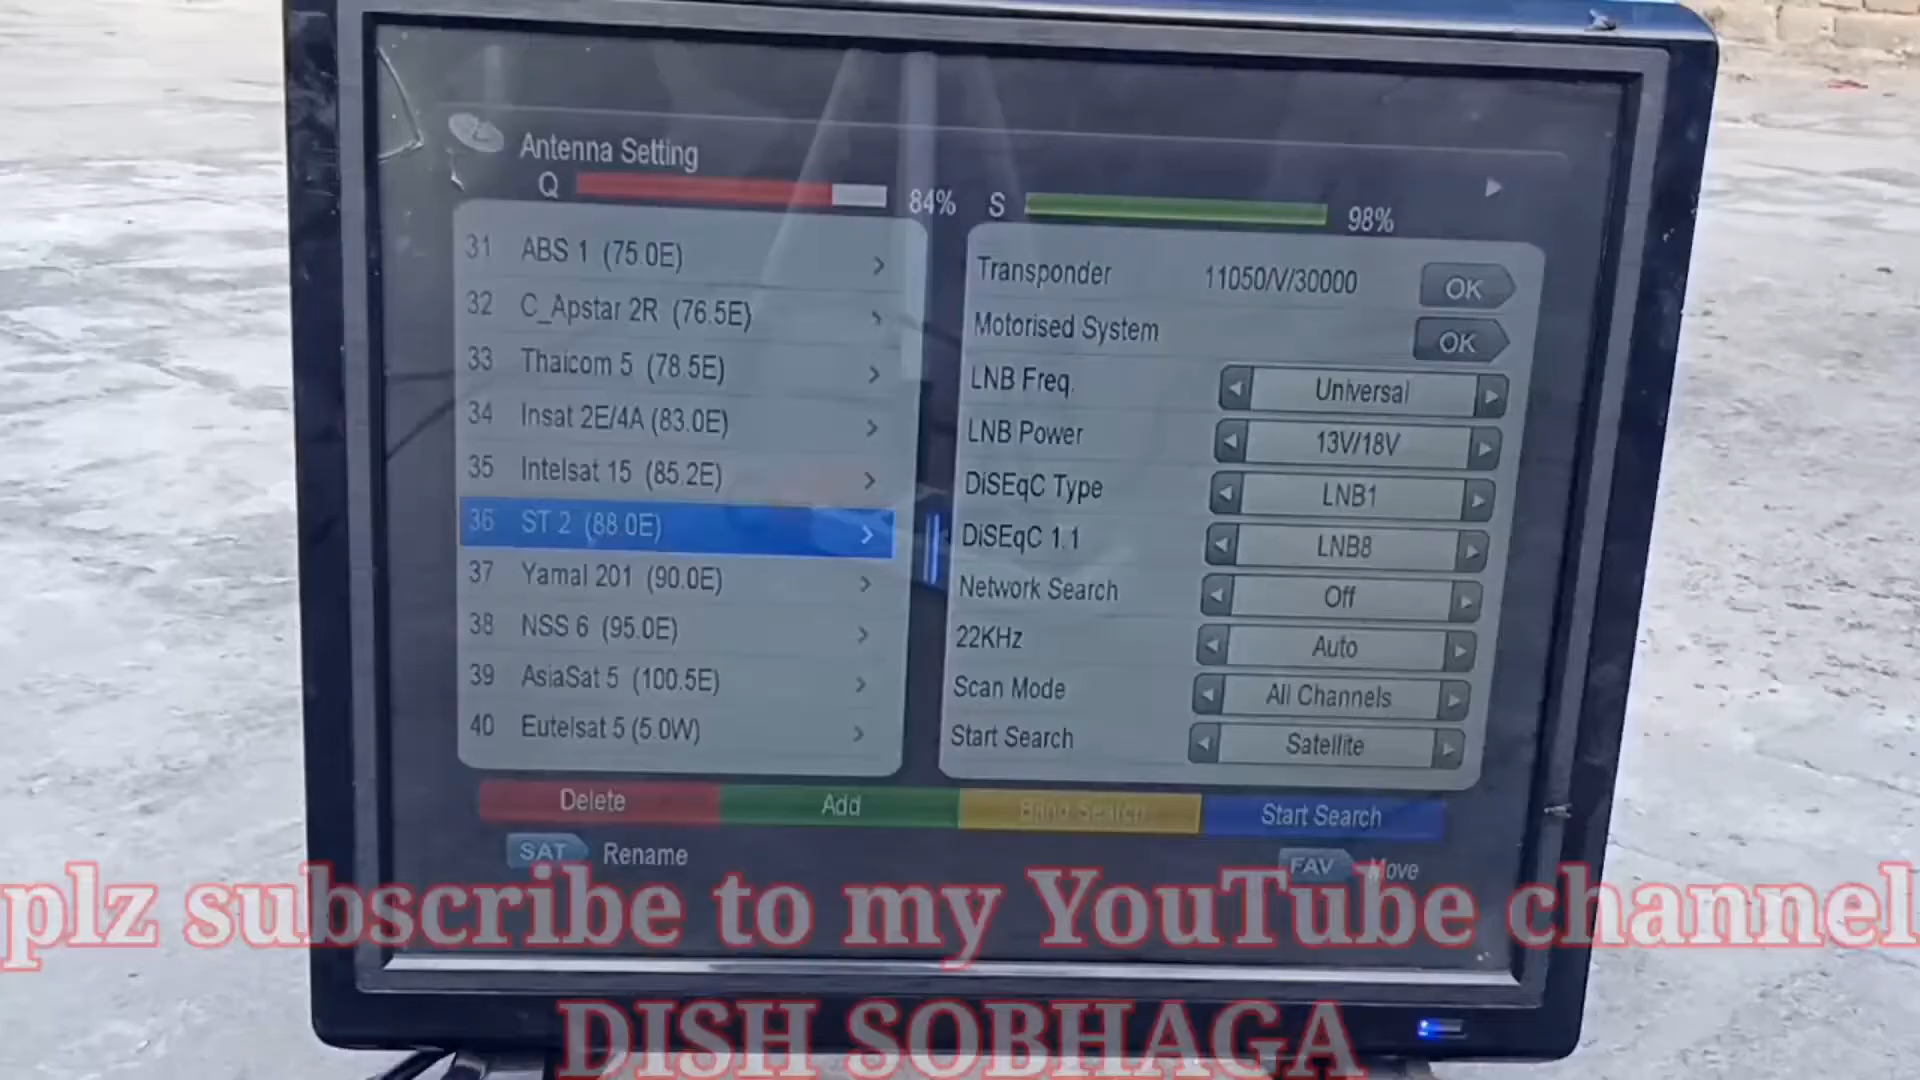 Antenna Setting
Q 84% S 98%
31 ABS 1 (75.0E)
32 C_Apstar 2R (76.5E)
33 Thaicom 5 (78.5E)
34 Insat 2E/4A (83.0E)
35 Intelsat 15 (85.2E)
36 ST 2 (88.0E)
37 Yamal 201 (90.0E)
38 NSS 6 (95.0E)
39 AsiaSat 5 (100.5E)
40 Eutelsat 5 (5.0W)
Transponder 11050/V/30000 OK
Motorised System OK
LNB Freq. Universal
LNB Power 13V/18V
DiSEqC Type LNB1
DiSEqC 1.1 LNB8
Network Search Off
22KHz Auto
Scan Mode All Channels
Start Search Satellite
Delete Add Blind Search Start Search
SAT Rename FAV Move
plz subscribe to my YouTube channel
DISH SOBHAGA